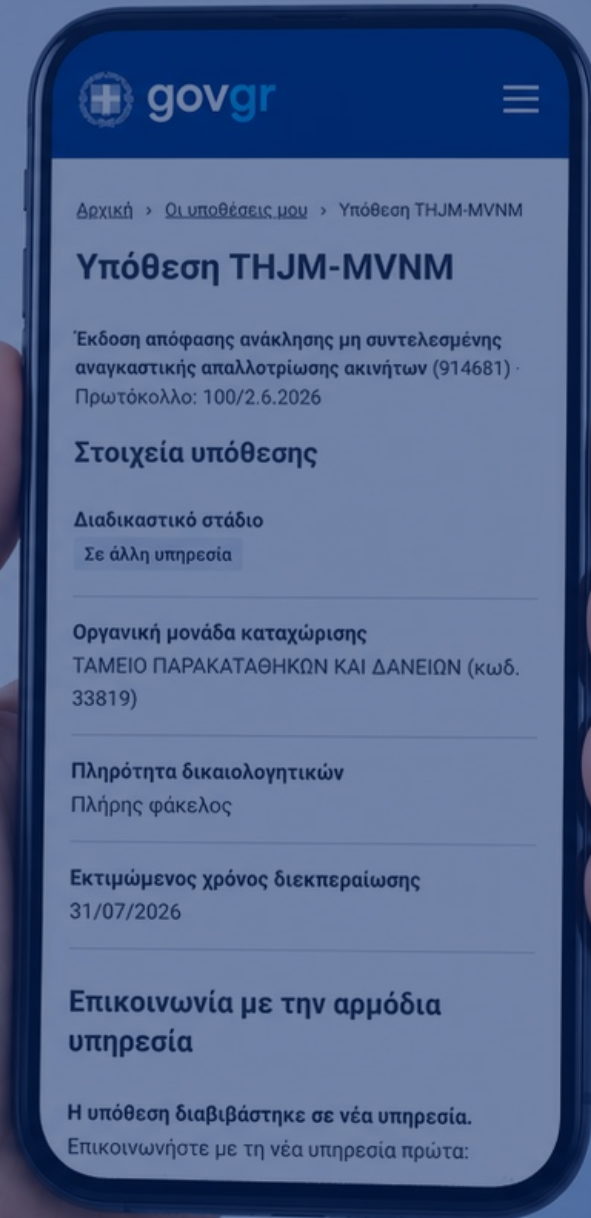 govgr
Αρχική › Οι υποθέσεις μου › Υπόθεση THJM-MVNM
Υπόθεση THJM-MVNM
Έκδοση απόφασης ανάκλησης μη συντελεσμένης
αναγκαστικής απαλλοτρίωσης ακινήτων (914681) ·
Πρωτόκολλο: 100/2.6.2026
Στοιχεία υπόθεσης
Διαδικαστικό στάδιο
Σε άλλη υπηρεσία
Οργανική μονάδα καταχώρισης
ΤΑΜΕΙΟ ΠΑΡΑΚΑΤΑΘΗΚΩΝ ΚΑΙ ΔΑΝΕΙΩΝ (κωδ.
33819)
Πληρότητα δικαιολογητικών
Πλήρης φάκελος
Εκτιμώμενος χρόνος διεκπεραίωσης
31/07/2026
Επικοινωνία με την αρμόδια
υπηρεσία
Η υπόθεση διαβιβάστηκε σε νέα υπηρεσία.
Επικοινωνήστε με τη νέα υπηρεσία πρώτα: